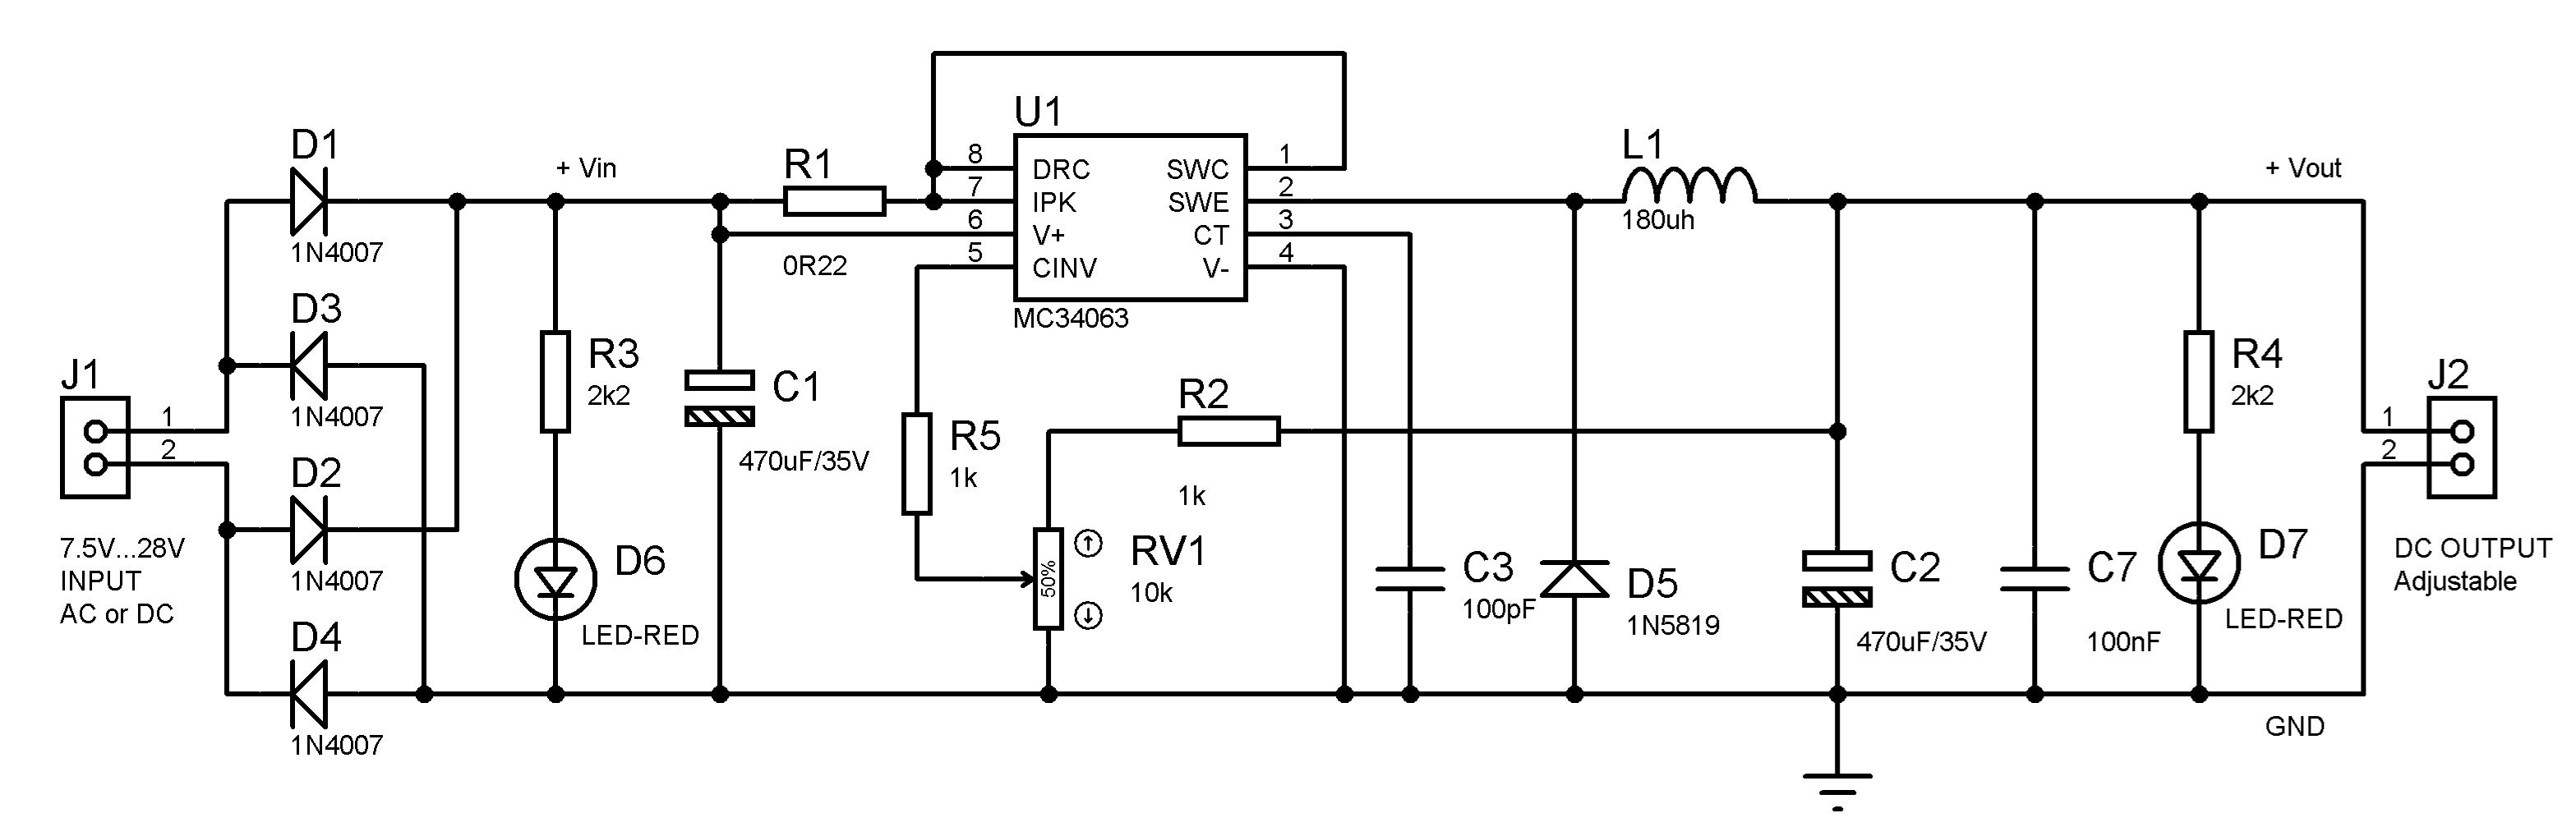 U1
D1
1N4007
+ Vin
R1
0R22
8
7
6
5
DRC
IPK
V+
CINV
SWC
SWE
CT
V-
1
2
3
4
MC34063
L1
180uh
+ Vout
D3
1N4007
J1
1
2
7.5V...28V
INPUT
AC or DC
D2
1N4007
D4
1N4007
R3
2k2
D6
LED-RED
C1
470uF/35V
R5
1k
R2
1k
50%
RV1
10k
C3
100pF
D5
1N5819
C2
470uF/35V
C7
100nF
R4
2k2
D7
LED-RED
J2
1
2
DC OUTPUT
Adjustable
GND